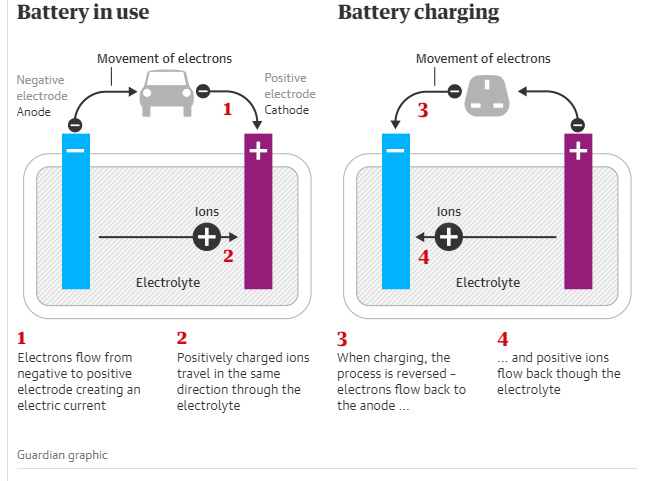 Battery in use
Movement of electrons
Negative
electrode
Anode
Positive
electrode
Cathode
1
−
+
Ions
+
2
Electrolyte
1
Electrons flow from
negative to positive
electrode creating an
electric current
2
Positively charged ions
travel in the same
direction through the
electrolyte
Battery charging
Movement of electrons
3
−
+
Ions
+
4
Electrolyte
3
When charging, the
process is reversed –
electrons flow back to
the anode ...
4
... and positive ions
flow back though the
electrolyte
Guardian graphic